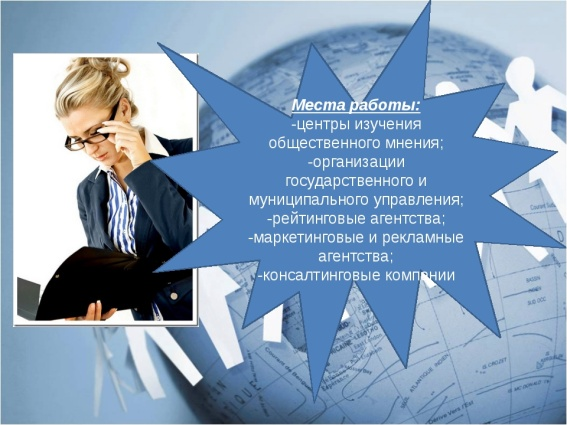 Места работы:
-центры изучения
общественного мнения;
-организации
государственного и
муниципального управления;
-рейтинговые агентства;
-маркетинговые и рекламные
агентства;
-консалтинговые компании